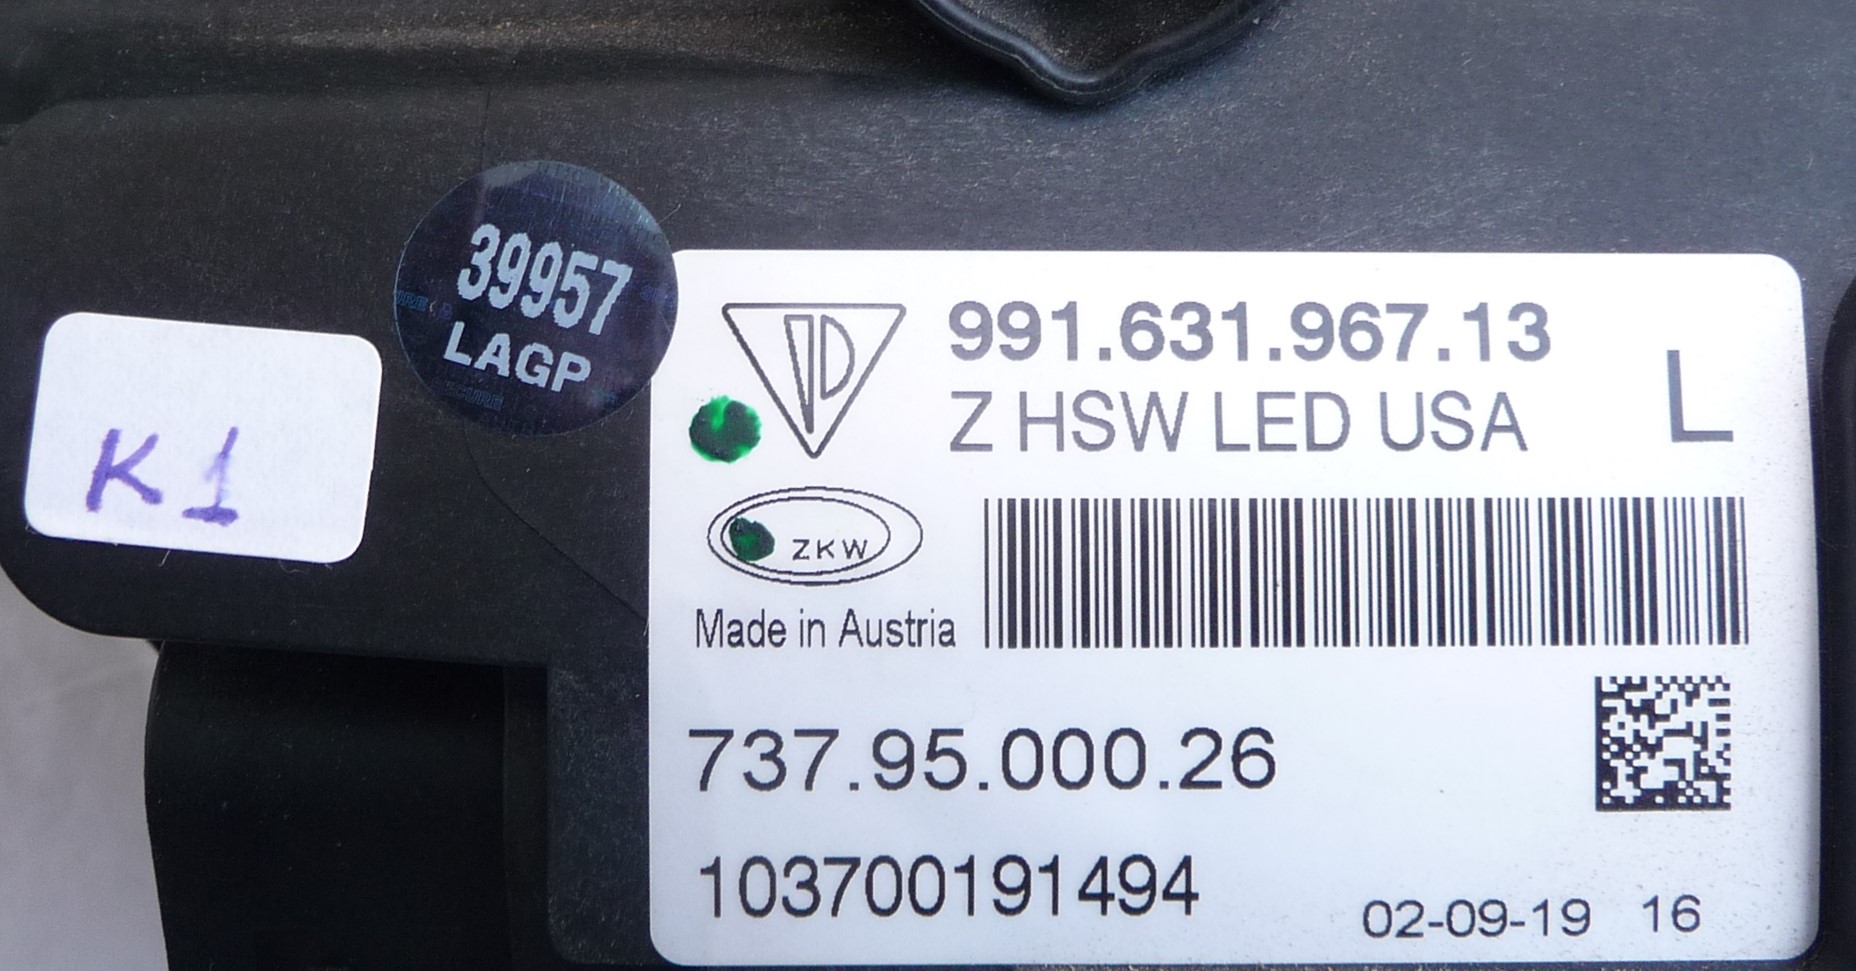 39957
LAGP
K1
991.631.967.13
Z HSW LED USA
L
ZKW
Made in Austria
737.95.000.26
103700191494
02-09-19 16